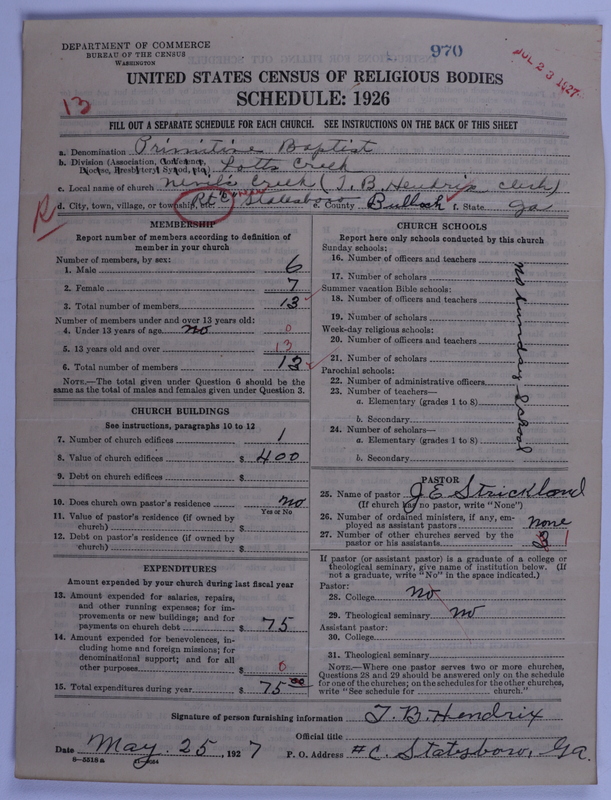 DEPARTMENT OF COMMERCE
BUREAU OF THE CENSUS
WASHINGTON
970
JUL 23 1927
UNITED STATES CENSUS OF RELIGIOUS BODIES
13
SCHEDULE: 1926
FILL OUT A SEPARATE SCHEDULE FOR EACH CHURCH. SEE INSTRUCTIONS ON THE BACK OF THIS SHEET
a. Denomination Primitive Baptist
b. Division (Association, Conference, Diocese, Presbytery, Synod, etc.) Lotts Creek
c. Local name of church Creek (T. B. Hendrix clerk)
d. City, town, village, or township, etc. Rt C Statesboro e. County Bulloch f. State Ga
R
MEMBERSHIP
Report number of members according to definition of member in your church
Number of members, by sex:
1. Male 6
2. Female 7
3. Total number of members 13
Number of members under and over 13 years old:
4. Under 13 years of age no 0
5. 13 years old and over 13
6. Total number of members 13
NOTE.—The total given under Question 6 should be the same as the total of males and females given under Question 3.
CHURCH BUILDINGS
See instructions, paragraphs 10 to 12
7. Number of church edifices 1
8. Value of church edifices $ 400
9. Debt on church edifices $
10. Does church own pastor's residence no
Yes or No
11. Value of pastor's residence (if owned by church) $
12. Debt on pastor's residence (if owned by church) $
EXPENDITURES
Amount expended by your church during last fiscal year
13. Amount expended for salaries, repairs, and other running expenses; for improvements or new buildings; and for payments on church debt $ 75
14. Amount expended for benevolences, including home and foreign missions; for denominational support; and for all other purposes $ 0
15. Total expenditures during year $ 75 00
CHURCH SCHOOLS
Report here only schools conducted by this church
Sunday schools:
16. Number of officers and teachers
17. Number of scholars
Summer vacation Bible schools:
18. Number of officers and teachers
19. Number of scholars
Week-day religious schools:
20. Number of officers and teachers
21. Number of scholars
Parochial schools:
22. Number of administrative officers
23. Number of teachers—
a. Elementary (grades 1 to 8)
b. Secondary
24. Number of scholars—
a. Elementary (grades 1 to 8)
b. Secondary
no Sunday School
PASTOR
25. Name of pastor J E Strickland
(If church has no pastor, write "None")
26. Number of ordained ministers, if any, employed as assistant pastors none
27. Number of other churches served by the pastor or his assistants 3 1
If pastor (or assistant pastor) is a graduate of a college or theological seminary, give name of institution below. (If not a graduate, write "No" in the space indicated.)
Pastor:
28. College no
29. Theological seminary no
Assistant pastor:
30. College
31. Theological seminary
NOTE.—Where one pastor serves two or more churches, Questions 28 and 29 should be answered only on the schedule for one of the churches; on the schedules for the other churches, write "See schedule for church."
Signature of person furnishing information T. B. Hendrix
Official title
Date May 25, 1927 P. O. Address #C. Statesboro, Ga.
8—5318 a